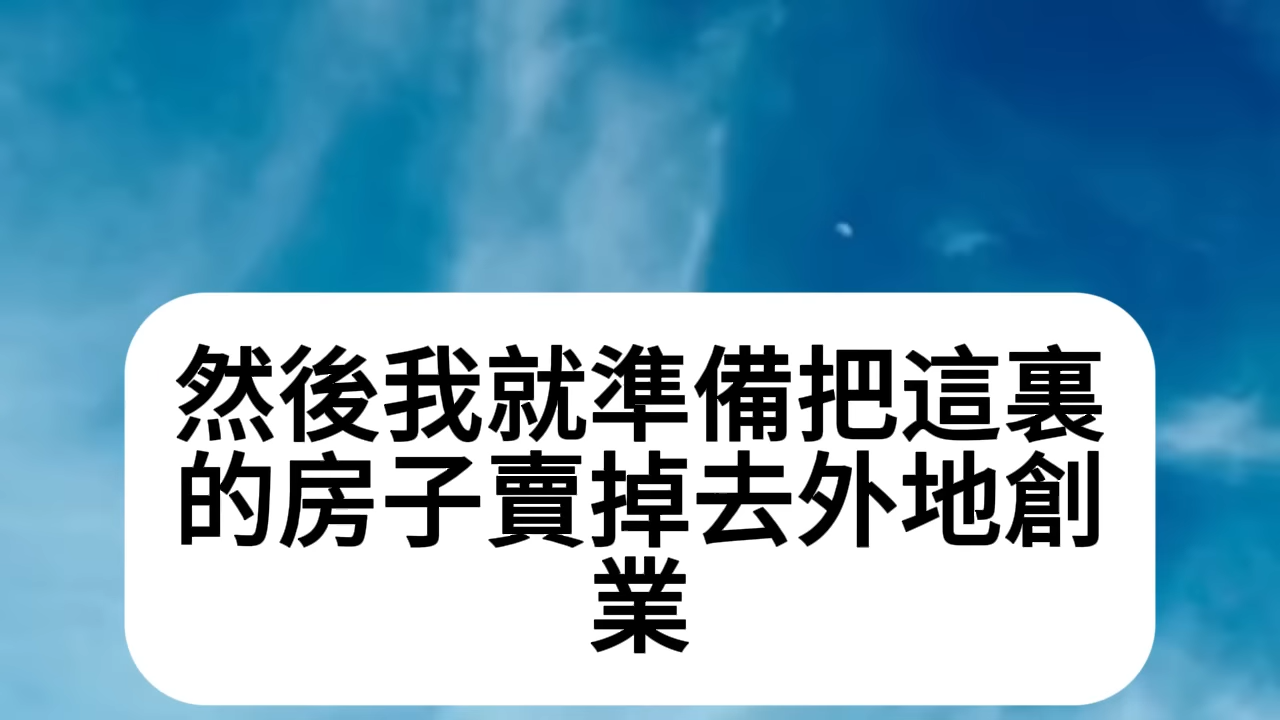 然後我就準備把這裏
的房子賣掉去外地創
業